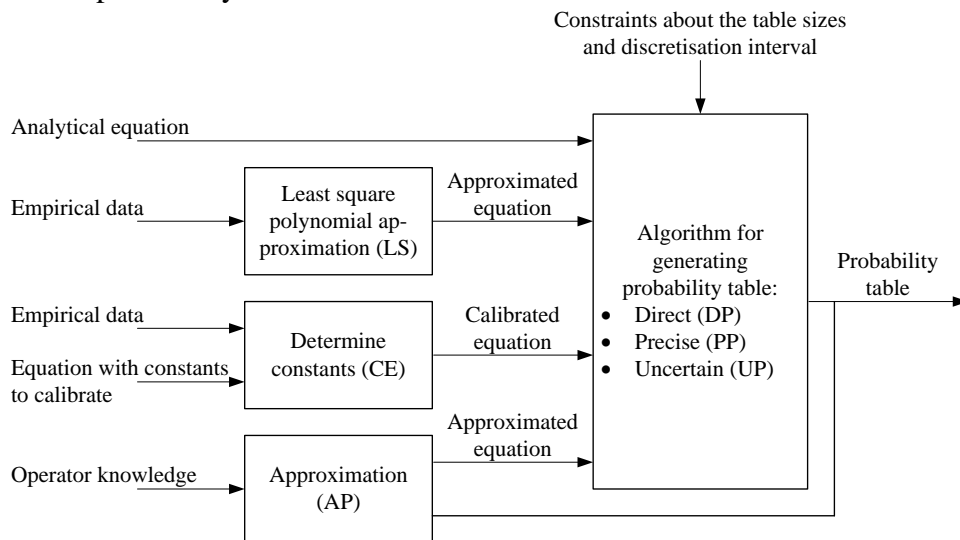 Constraints about the table sizes
and discretisation interval
Analytical equation
Empirical data
Least square
polynomial ap-
proximation (LS)
Approximated
equation
Empirical data
Equation with constants
to calibrate
Determine
constants (CE)
Calibrated
equation
Operator knowledge
Approximation
(AP)
Approximated
equation
Algorithm for
generating
probability table:
• Direct (DP)
• Precise (PP)
• Uncertain (UP)
Probability
table